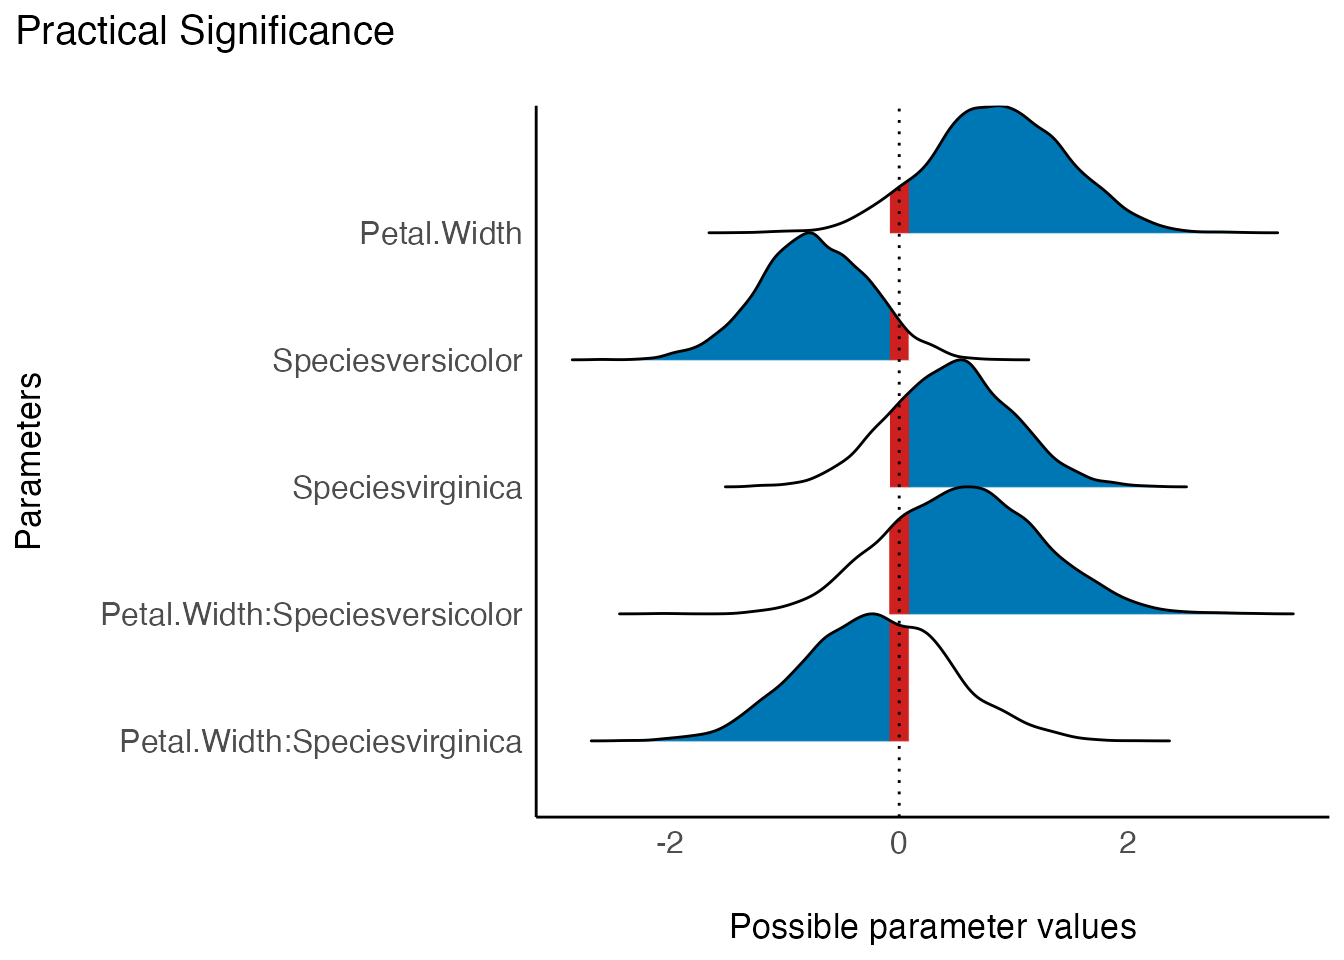 Practical Significance
Petal.Width
Speciesversicolor
Speciesvirginica
Petal.Width:Speciesversicolor
Petal.Width:Speciesvirginica
Parameters
-2 0 2
Possible parameter values